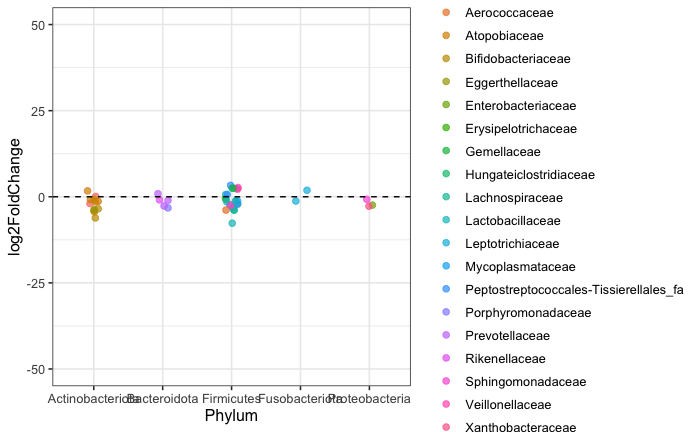 50
25
0
-25
-50
log2FoldChange
Actinobacteriota Bacteroidota Firmicutes Fusobacteriota Proteobacteria
Phylum
Aerococcaceae
Atopobiaceae
Bifidobacteriaceae
Eggerthellaceae
Enterobacteriaceae
Erysipelotrichaceae
Gemellaceae
Hungateiclostridiaceae
Lachnospiraceae
Lactobacillaceae
Leptotrichiaceae
Mycoplasmataceae
Peptostreptococcales-Tissierellales_fa
Porphyromonadaceae
Prevotellaceae
Rikenellaceae
Sphingomonadaceae
Veillonellaceae
Xanthobacteraceae